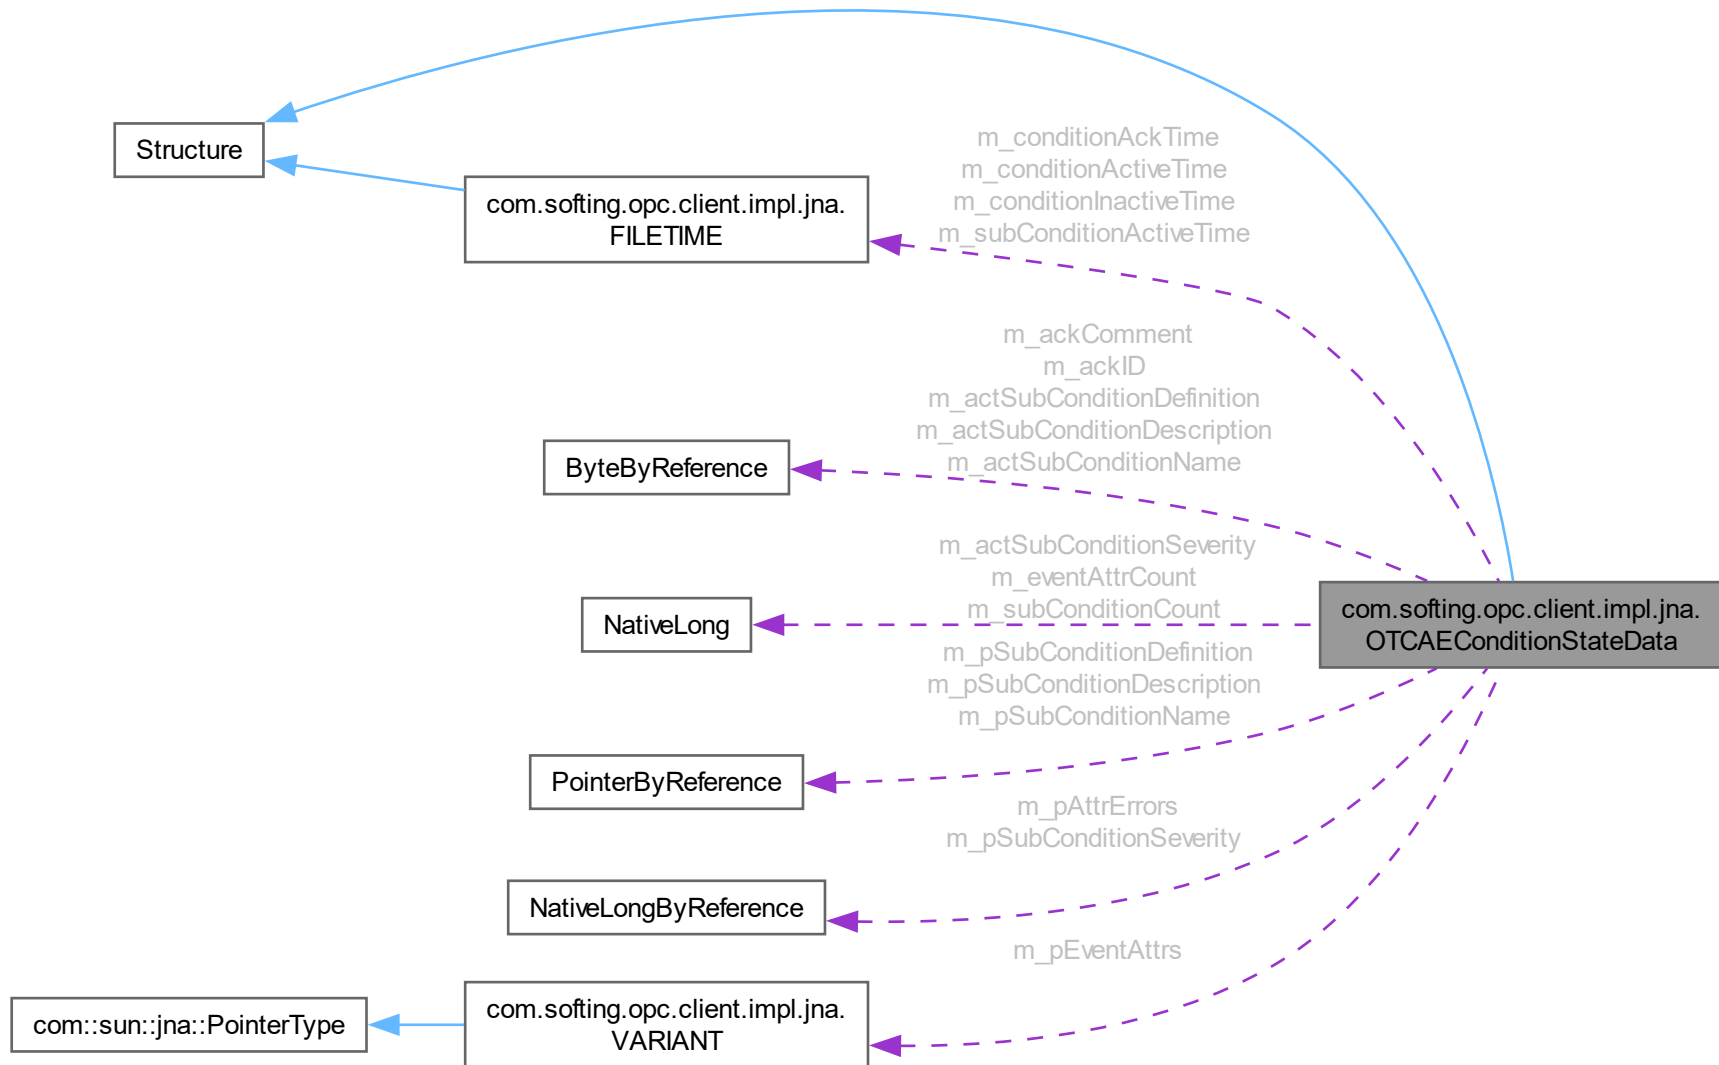 Structure
com.softing.opc.client.impl.jna.
FILETIME
m_conditionAckTime
m_conditionActiveTime
m_conditionInactiveTime
m_subConditionActiveTime
ByteByReference
m_ackComment
m_ackID
m_actSubConditionDefinition
m_actSubConditionDescription
m_actSubConditionName
NativeLong
m_actSubConditionSeverity
m_eventAttrCount
m_subConditionCount
com.softing.opc.client.impl.jna.
OTCAEConditionStateData
PointerByReference
m_pSubConditionDefinition
m_pSubConditionDescription
m_pSubConditionName
NativeLongByReference
m_pAttrErrors
m_pSubConditionSeverity
com::sun::jna::PointerType
com.softing.opc.client.impl.jna.
VARIANT
m_pEventAttrs